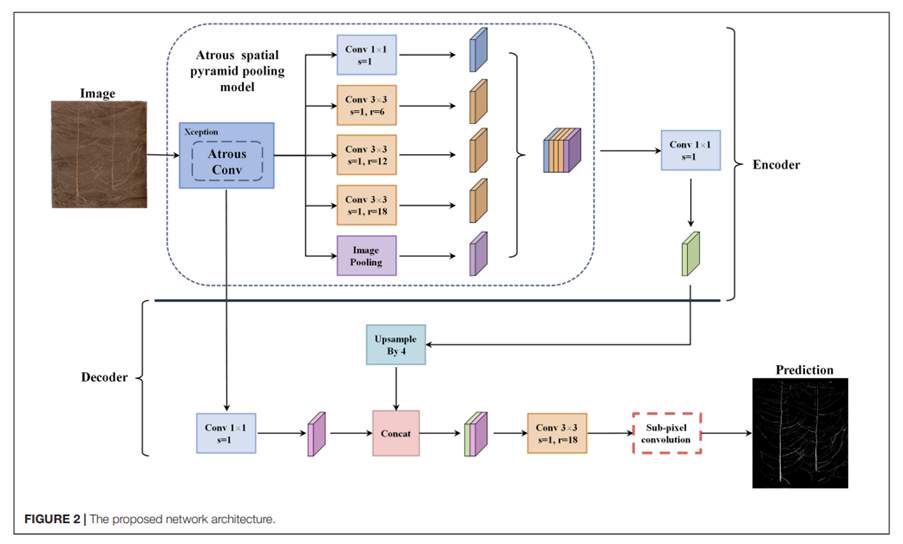 Atrous spatial
pyramid pooling
model
Image
Xception
Atrous
Conv
Conv 1×1
s=1
Conv 3×3
s=1, r=6
Conv 3×3
s=1, r=12
Conv 3×3
s=1, r=18
Image
Pooling
Conv 1×1
s=1
Encoder
Decoder
Upsample
By 4
Conv 1×1
s=1
Concat
Conv 3×3
s=1, r=18
Sub-pixel
convolution
Prediction
FIGURE 2 | The proposed network architecture.